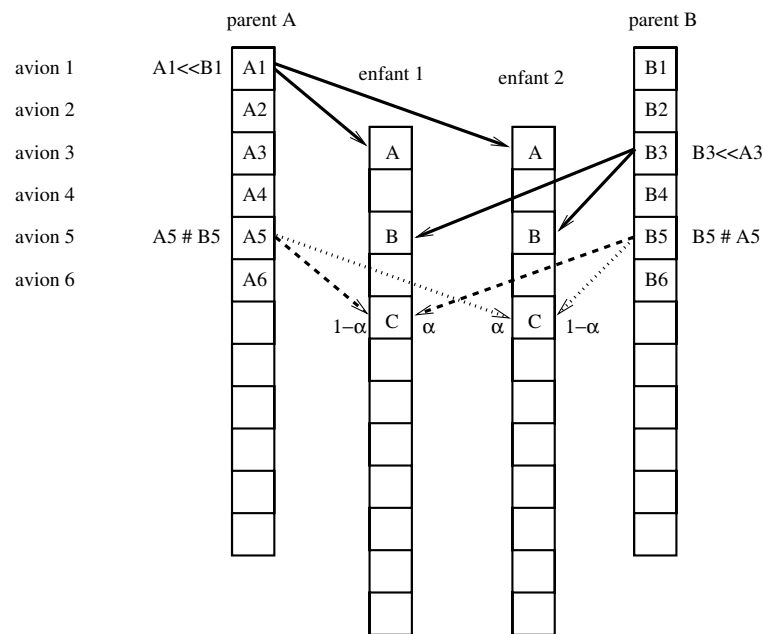 parent A
parent B
avion 1 A1<<B1 A1 enfant 1 enfant 2 B1
avion 2 A2 B2
avion 3 A3 A A B3 B3<<A3
avion 4 A4 B4
avion 5 A5 # B5 A5 B B B5 B5 # A5
avion 6 A6 B6
1−α C α α C 1−α